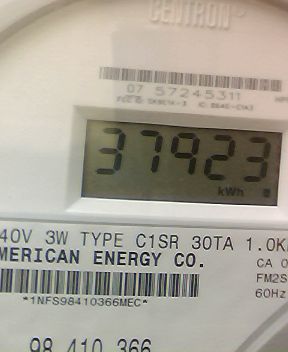 CENTRON
07 57245311
37923
kWh
40V 3W TYPE C1SR 30TA 1.0K
MERICAN ENERGY CO.
CA 0
FM2S
60Hz
*1NFS98410366MEC*
98 410 366